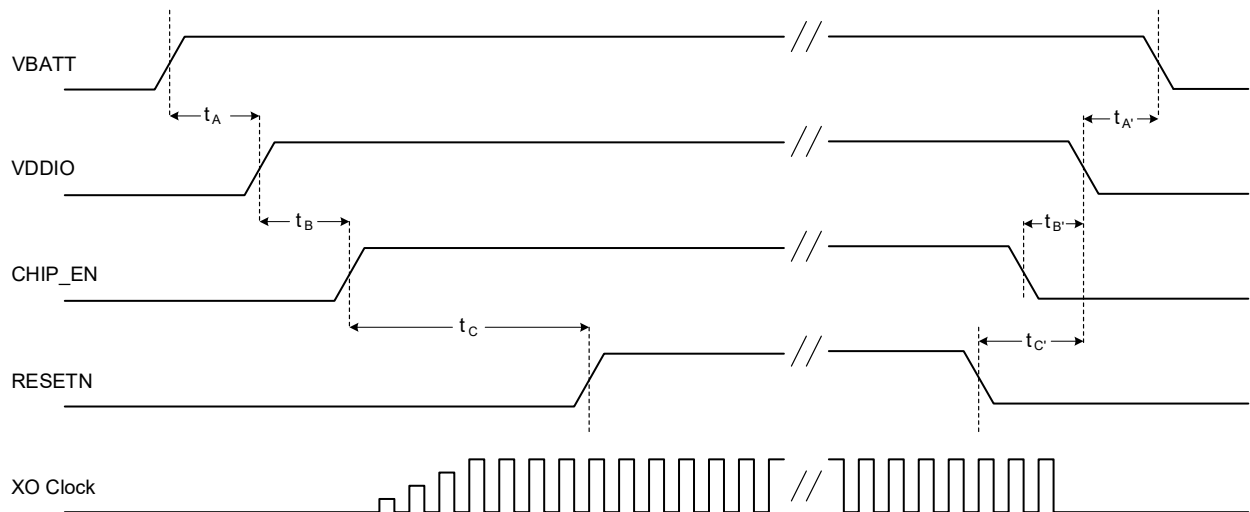 VBATT
tA
tA'
VDDIO
tB
tB'
CHIP_EN
tC
tC'
RESETN
XO Clock